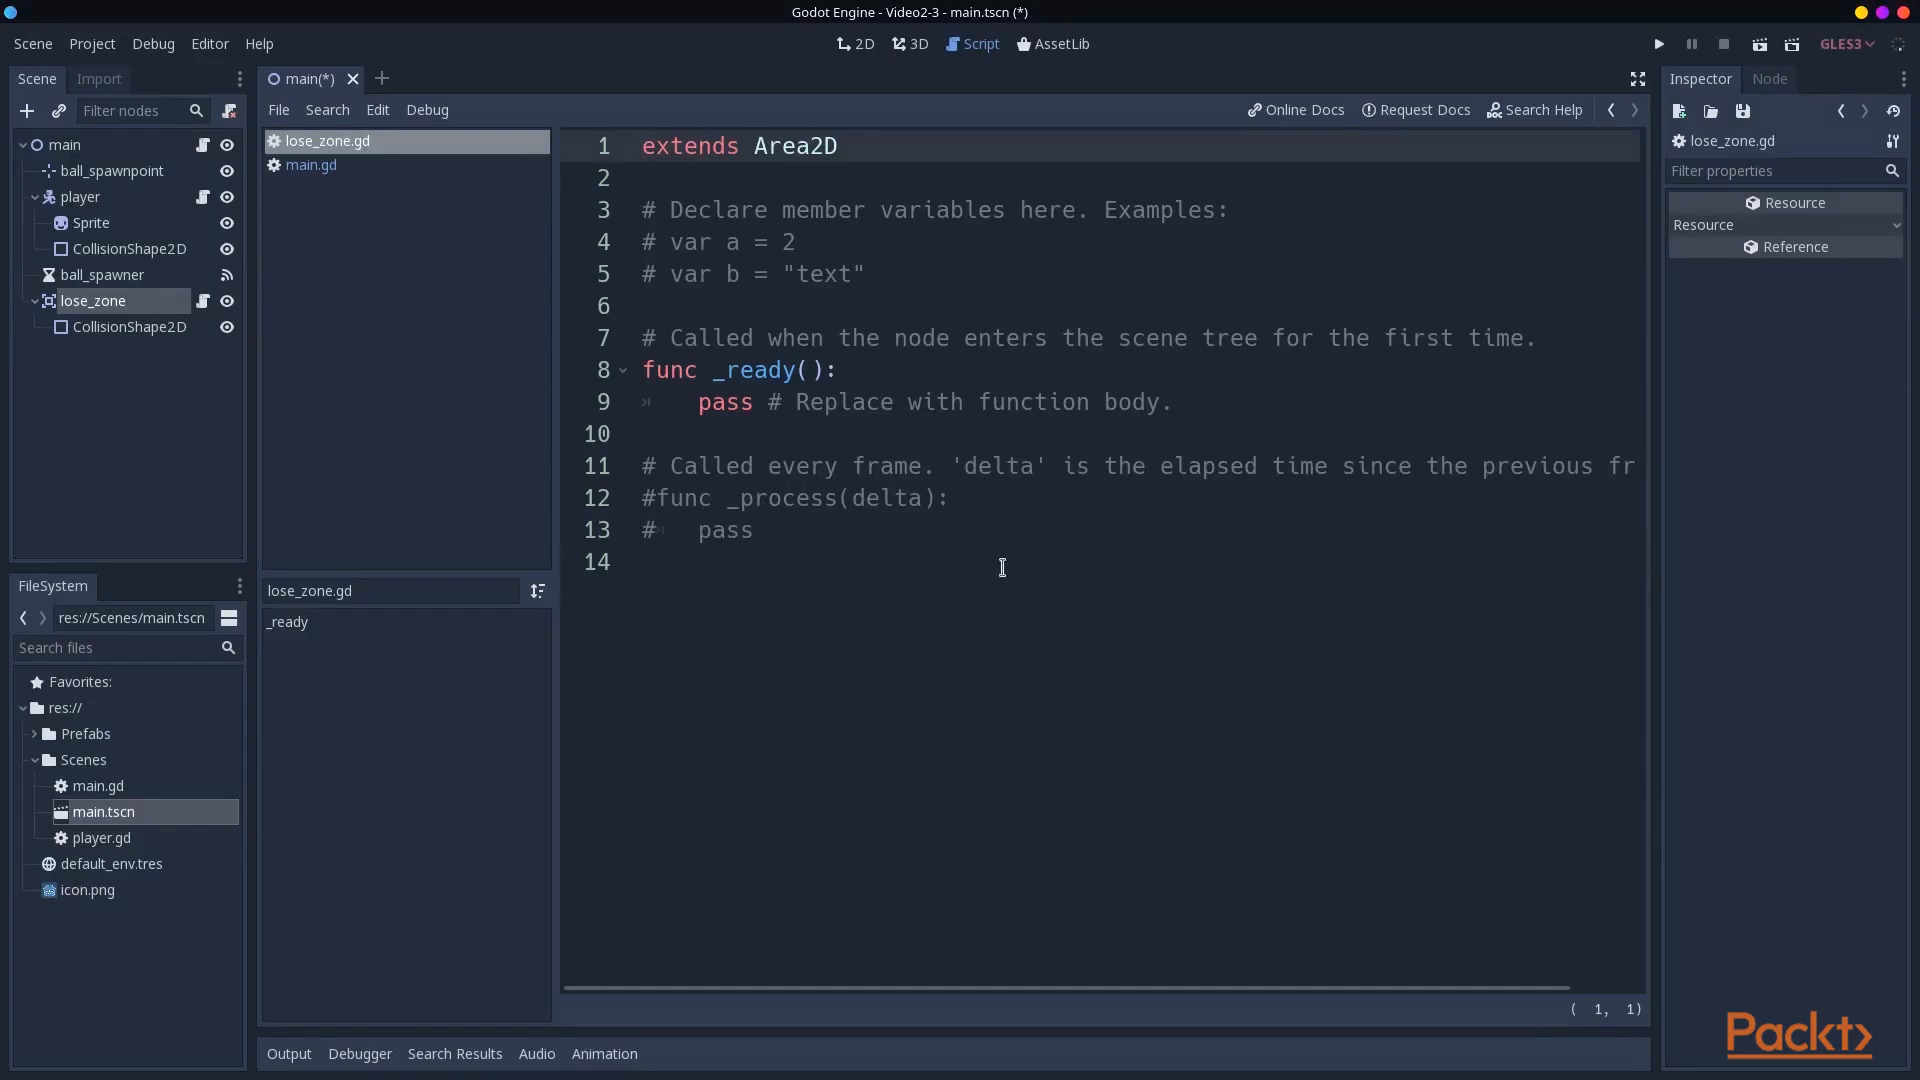 Godot Engine - Video2-3 - main.tscn (*)
Scene Project Debug Editor Help
2D 3D Script AssetLib
GLES3
Scene Import
main(*)
Inspector Node
Filter nodes
File Search Edit Debug
Online Docs Request Docs Search Help
main
ball_spawnpoint
player
Sprite
CollisionShape2D
ball_spawner
lose_zone
CollisionShape2D
lose_zone.gd
main.gd
1 extends Area2D
2
3 # Declare member variables here. Examples:
4 # var a = 2
5 # var b = "text"
6
7 # Called when the node enters the scene tree for the first time.
8 func _ready():
9 pass # Replace with function body.
10
11 # Called every frame. 'delta' is the elapsed time since the previous fr
12 #func _process(delta):
13 # pass
14
lose_zone.gd
Filter properties
Resource
Resource
Reference
lose_zone.gd
_ready
FileSystem
res://Scenes/main.tscn
Search files
Favorites:
res://
Prefabs
Scenes
main.gd
main.tscn
player.gd
default_env.tres
icon.png
( 1, 1)
Output Debugger Search Results Audio Animation
Packt>